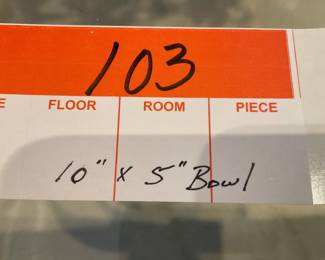 103
E FLOOR ROOM PIECE
10" x 5" Bowl